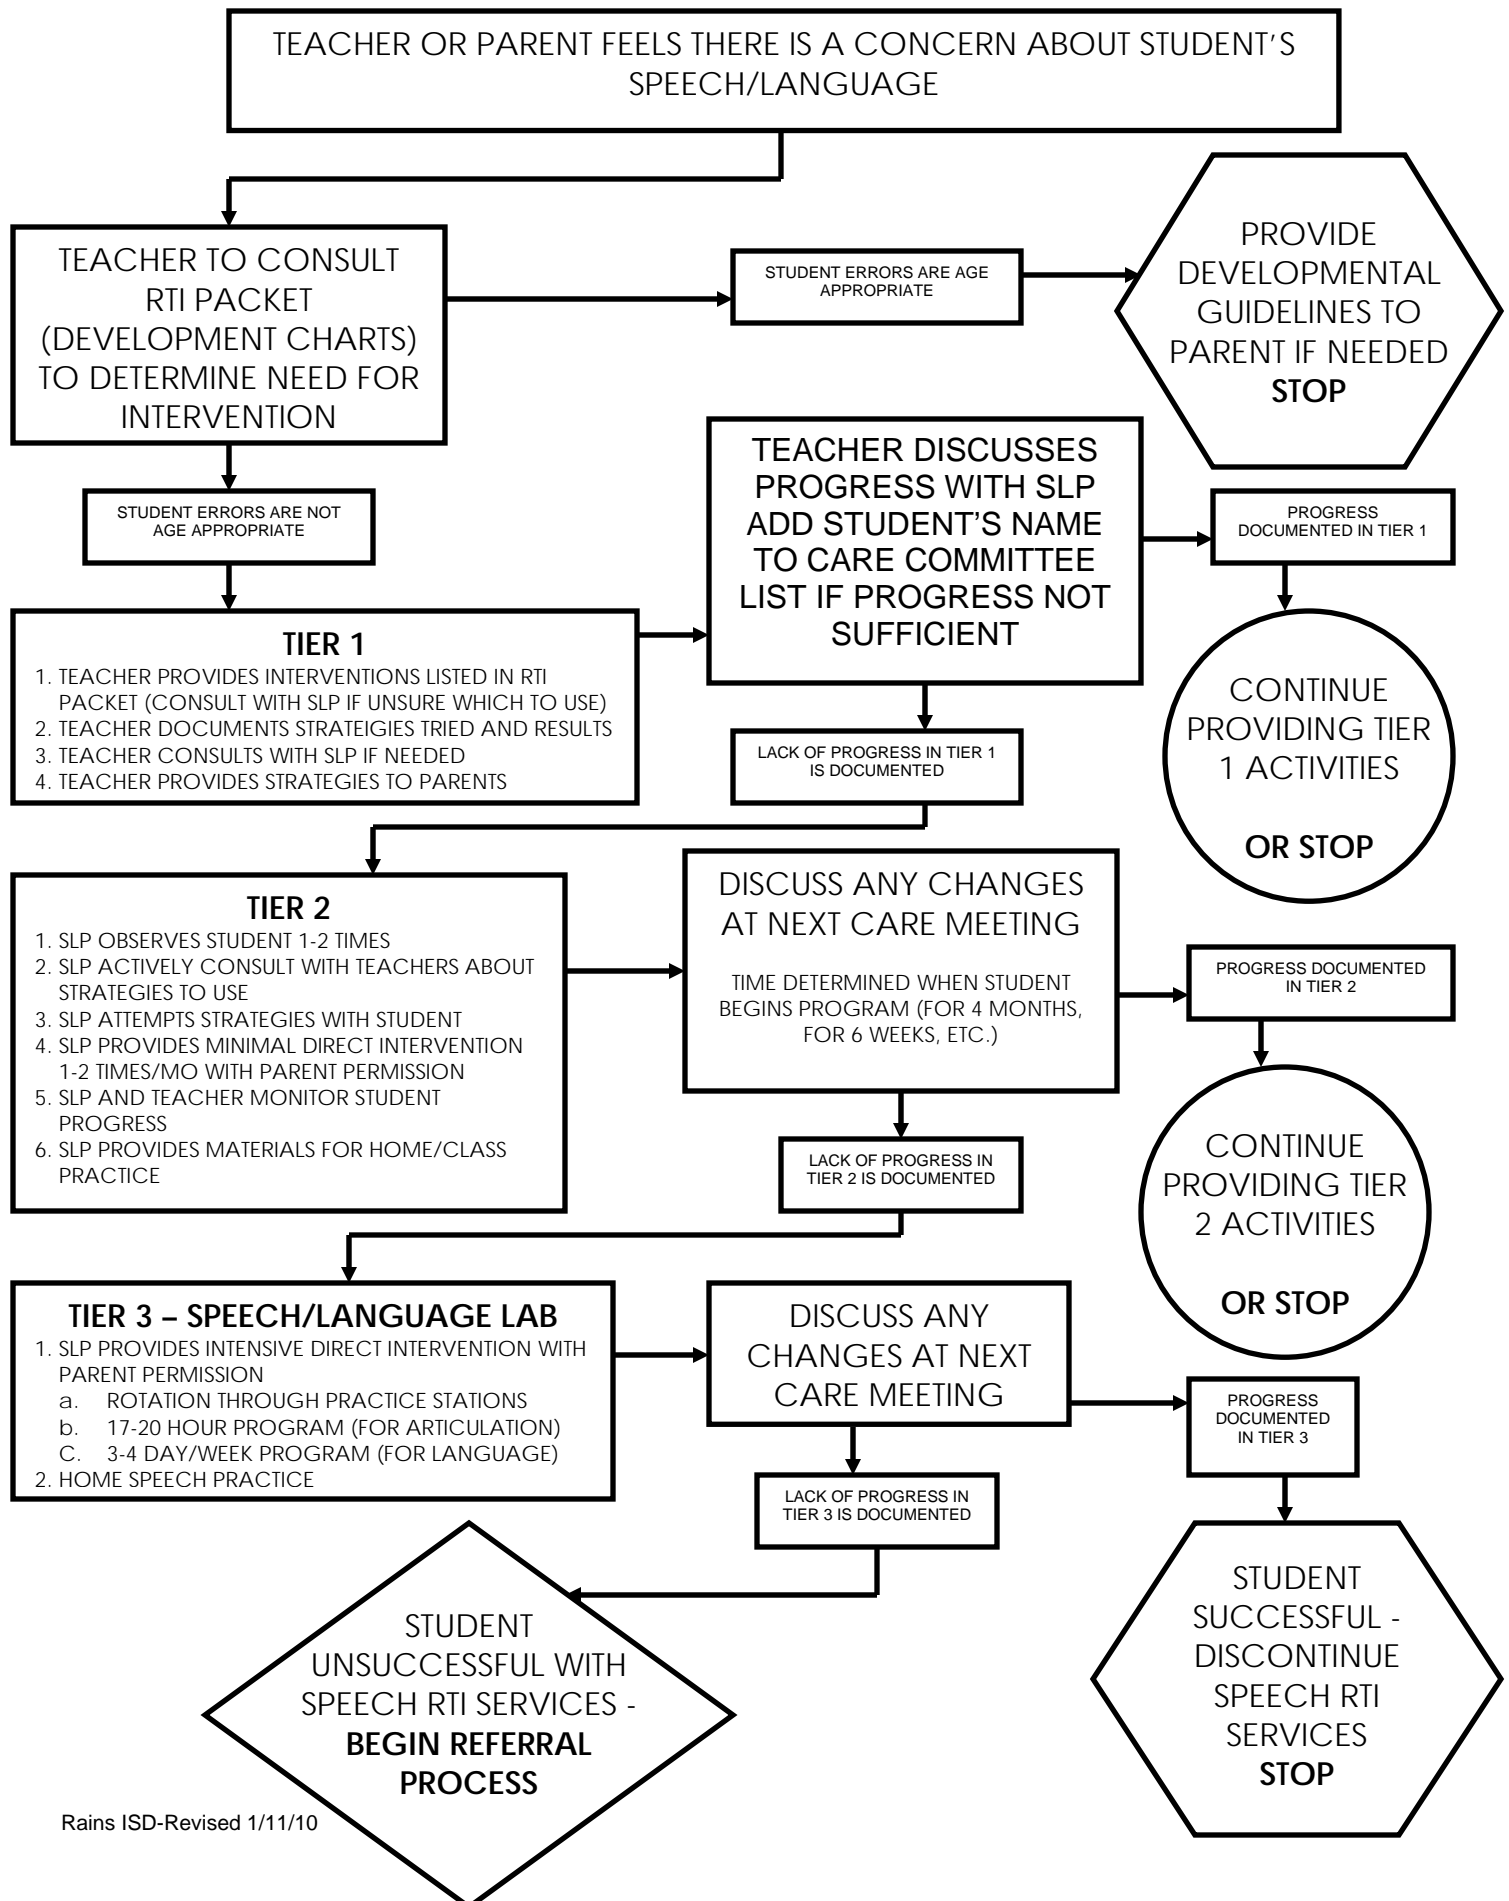 TEACHER OR PARENT FEELS THERE IS A CONCERN ABOUT STUDENT'S
SPEECH/LANGUAGE
TEACHER TO CONSULT
RTI PACKET
(DEVELOPMENT CHARTS)
TO DETERMINE NEED FOR
INTERVENTION
STUDENT ERRORS ARE AGE
APPROPRIATE
PROVIDE
DEVELOPMENTAL
GUIDELINES TO
PARENT IF NEEDED
STOP
STUDENT ERRORS ARE NOT
AGE APPROPRIATE
TIER 1
1. TEACHER PROVIDES INTERVENTIONS LISTED IN RTI
PACKET (CONSULT WITH SLP IF UNSURE WHICH TO USE)
2. TEACHER DOCUMENTS STRATEIGIES TRIED AND RESULTS
3. TEACHER CONSULTS WITH SLP IF NEEDED
4. TEACHER PROVIDES STRATEGIES TO PARENTS
TEACHER DISCUSSES
PROGRESS WITH SLP
ADD STUDENT'S NAME
TO CARE COMMITTEE
LIST IF PROGRESS NOT
SUFFICIENT
PROGRESS
DOCUMENTED IN TIER 1
CONTINUE
PROVIDING TIER
1 ACTIVITIES
OR STOP
LACK OF PROGRESS IN TIER 1
IS DOCUMENTED
TIER 2
1. SLP OBSERVES STUDENT 1-2 TIMES
2. SLP ACTIVELY CONSULT WITH TEACHERS ABOUT
STRATEGIES TO USE
3. SLP ATTEMPTS STRATEGIES WITH STUDENT
4. SLP PROVIDES MINIMAL DIRECT INTERVENTION
1-2 TIMES/MO WITH PARENT PERMISSION
5. SLP AND TEACHER MONITOR STUDENT
PROGRESS
6. SLP PROVIDES MATERIALS FOR HOME/CLASS
PRACTICE
DISCUSS ANY CHANGES
AT NEXT CARE MEETING
TIME DETERMINED WHEN STUDENT
BEGINS PROGRAM (FOR 4 MONTHS,
FOR 6 WEEKS, ETC.)
PROGRESS DOCUMENTED
IN TIER 2
CONTINUE
PROVIDING TIER
2 ACTIVITIES
OR STOP
LACK OF PROGRESS IN
TIER 2 IS DOCUMENTED
TIER 3 – SPEECH/LANGUAGE LAB
1. SLP PROVIDES INTENSIVE DIRECT INTERVENTION WITH
PARENT PERMISSION
a. ROTATION THROUGH PRACTICE STATIONS
b. 17-20 HOUR PROGRAM (FOR ARTICULATION)
C. 3-4 DAY/WEEK PROGRAM (FOR LANGUAGE)
2. HOME SPEECH PRACTICE
DISCUSS ANY
CHANGES AT NEXT
CARE MEETING
PROGRESS
DOCUMENTED
IN TIER 3
LACK OF PROGRESS IN
TIER 3 IS DOCUMENTED
STUDENT
UNSUCCESSFUL WITH
SPEECH RTI SERVICES -
BEGIN REFERRAL
PROCESS
STUDENT
SUCCESSFUL -
DISCONTINUE
SPEECH RTI
SERVICES
STOP
Rains ISD-Revised 1/11/10